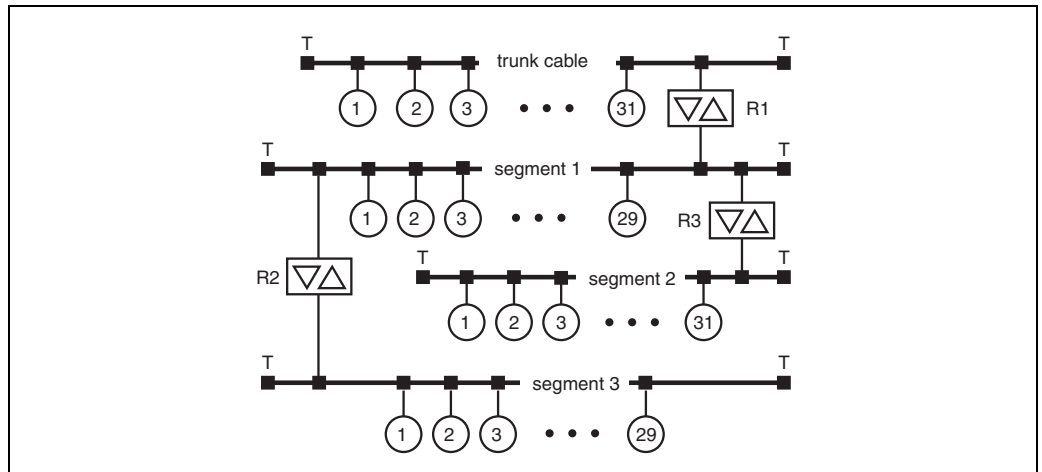 T T
trunk cable
1 2 3 31 R1
T T
segment 1
1 2 3 29 R3
T T
R2 segment 2
1 2 3 31
T T
segment 3
1 2 3 29